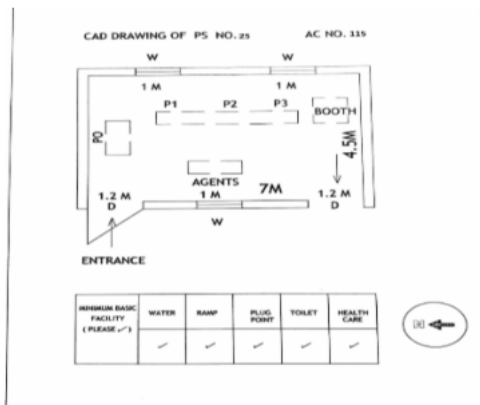 CAD DRAWING OF PS NO. 25 AC NO. 115
W W
1 M 1 M
P1 P2 P3
BOOTH
PO
4.5M
AGENTS
1.2 M 1 M 7M 1.2 M
D D
W
ENTRANCE
MINIMUM BASIC FACILITY ( PLEASE ✓ ) WATER RAMP PLUG POINT TOILET HEALTH CARE
✓ ✓ ✓ ✓ ✓